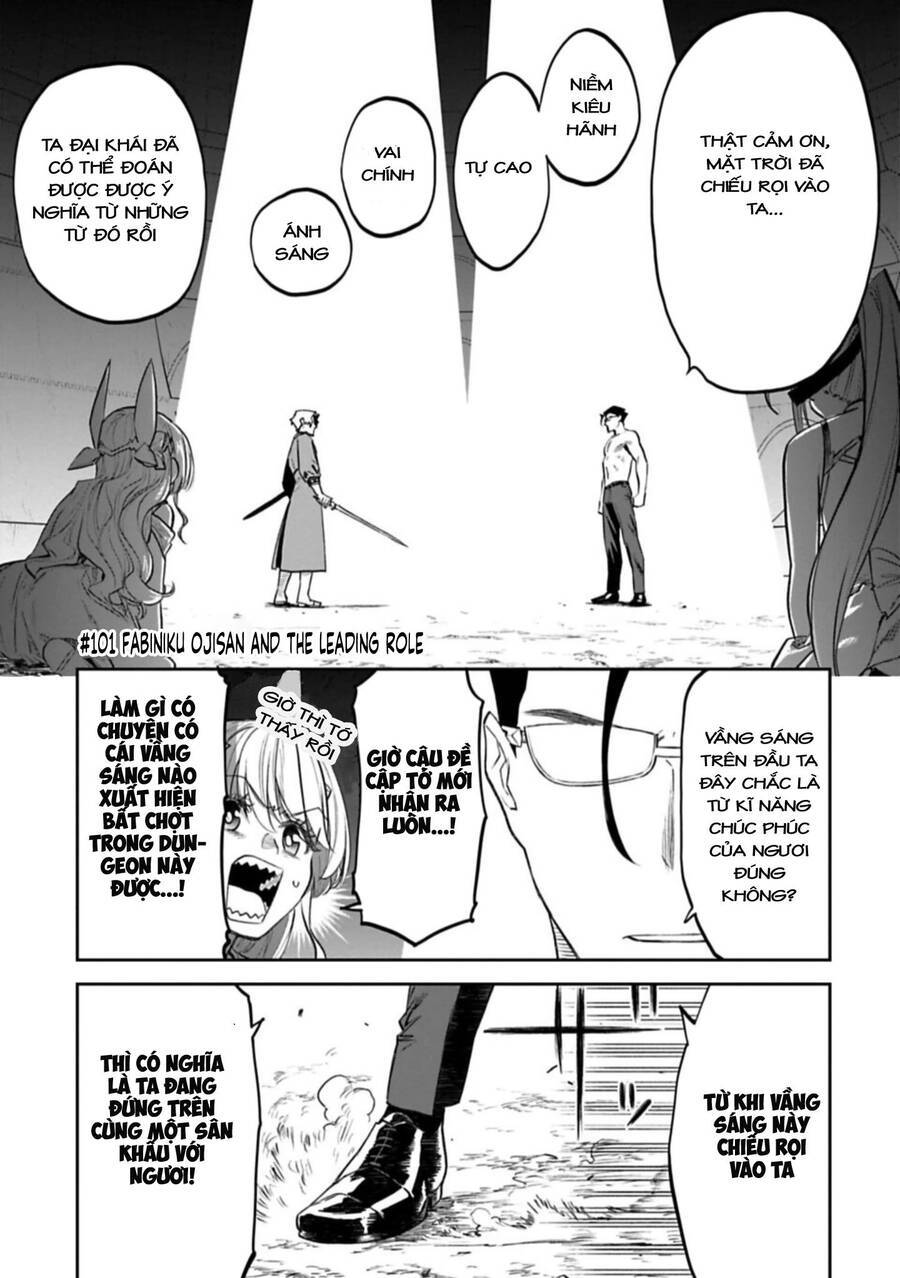 THẬT CẢM ƠN,
MẶT TRỜI ĐÃ
CHIẾU RỌI VÀO
TA...
NIỀM
KIÊU
HÃNH
TỰ CAO
VAI
CHÍNH
ÁNH
SÁNG
TA ĐẠI KHÁI ĐÃ
CÓ THỂ ĐOÁN
ĐƯỢC ĐƯỢC Ý
NGHĨA TỪ NHỮNG
TỪ ĐÓ RỒI
#101 FABINIKU OJISAN AND THE LEADING ROLE
VẦNG SÁNG
TRÊN ĐẦU TA
ĐÂY CHẮC LÀ
TỪ KĨ NĂNG
CHÚC PHÚC
CỦA NGƯƠI
ĐÚNG
KHÔNG?
GIỜ CẬU ĐỀ
CẬP TỚ MỚI
NHẬN RA
LUÔN...!
GIỜ THÌ TỚ
THẤY RỒI
LÀM GÌ CÓ
CHUYỆN CÓ
CÁI VẦNG
SÁNG NÀO
XUẤT HIỆN
BẤT CHỢT
TRONG DUN-
GEON NÀY
ĐƯỢC...!
TỪ KHI VẦNG
SÁNG NÀY
CHIẾU RỌI
VÀO TA
THÌ CÓ NGHĨA
LÀ TA ĐANG
ĐỨNG TRÊN
CÙNG MỘT SÂN
KHẤU VỚI
NGƯƠI!